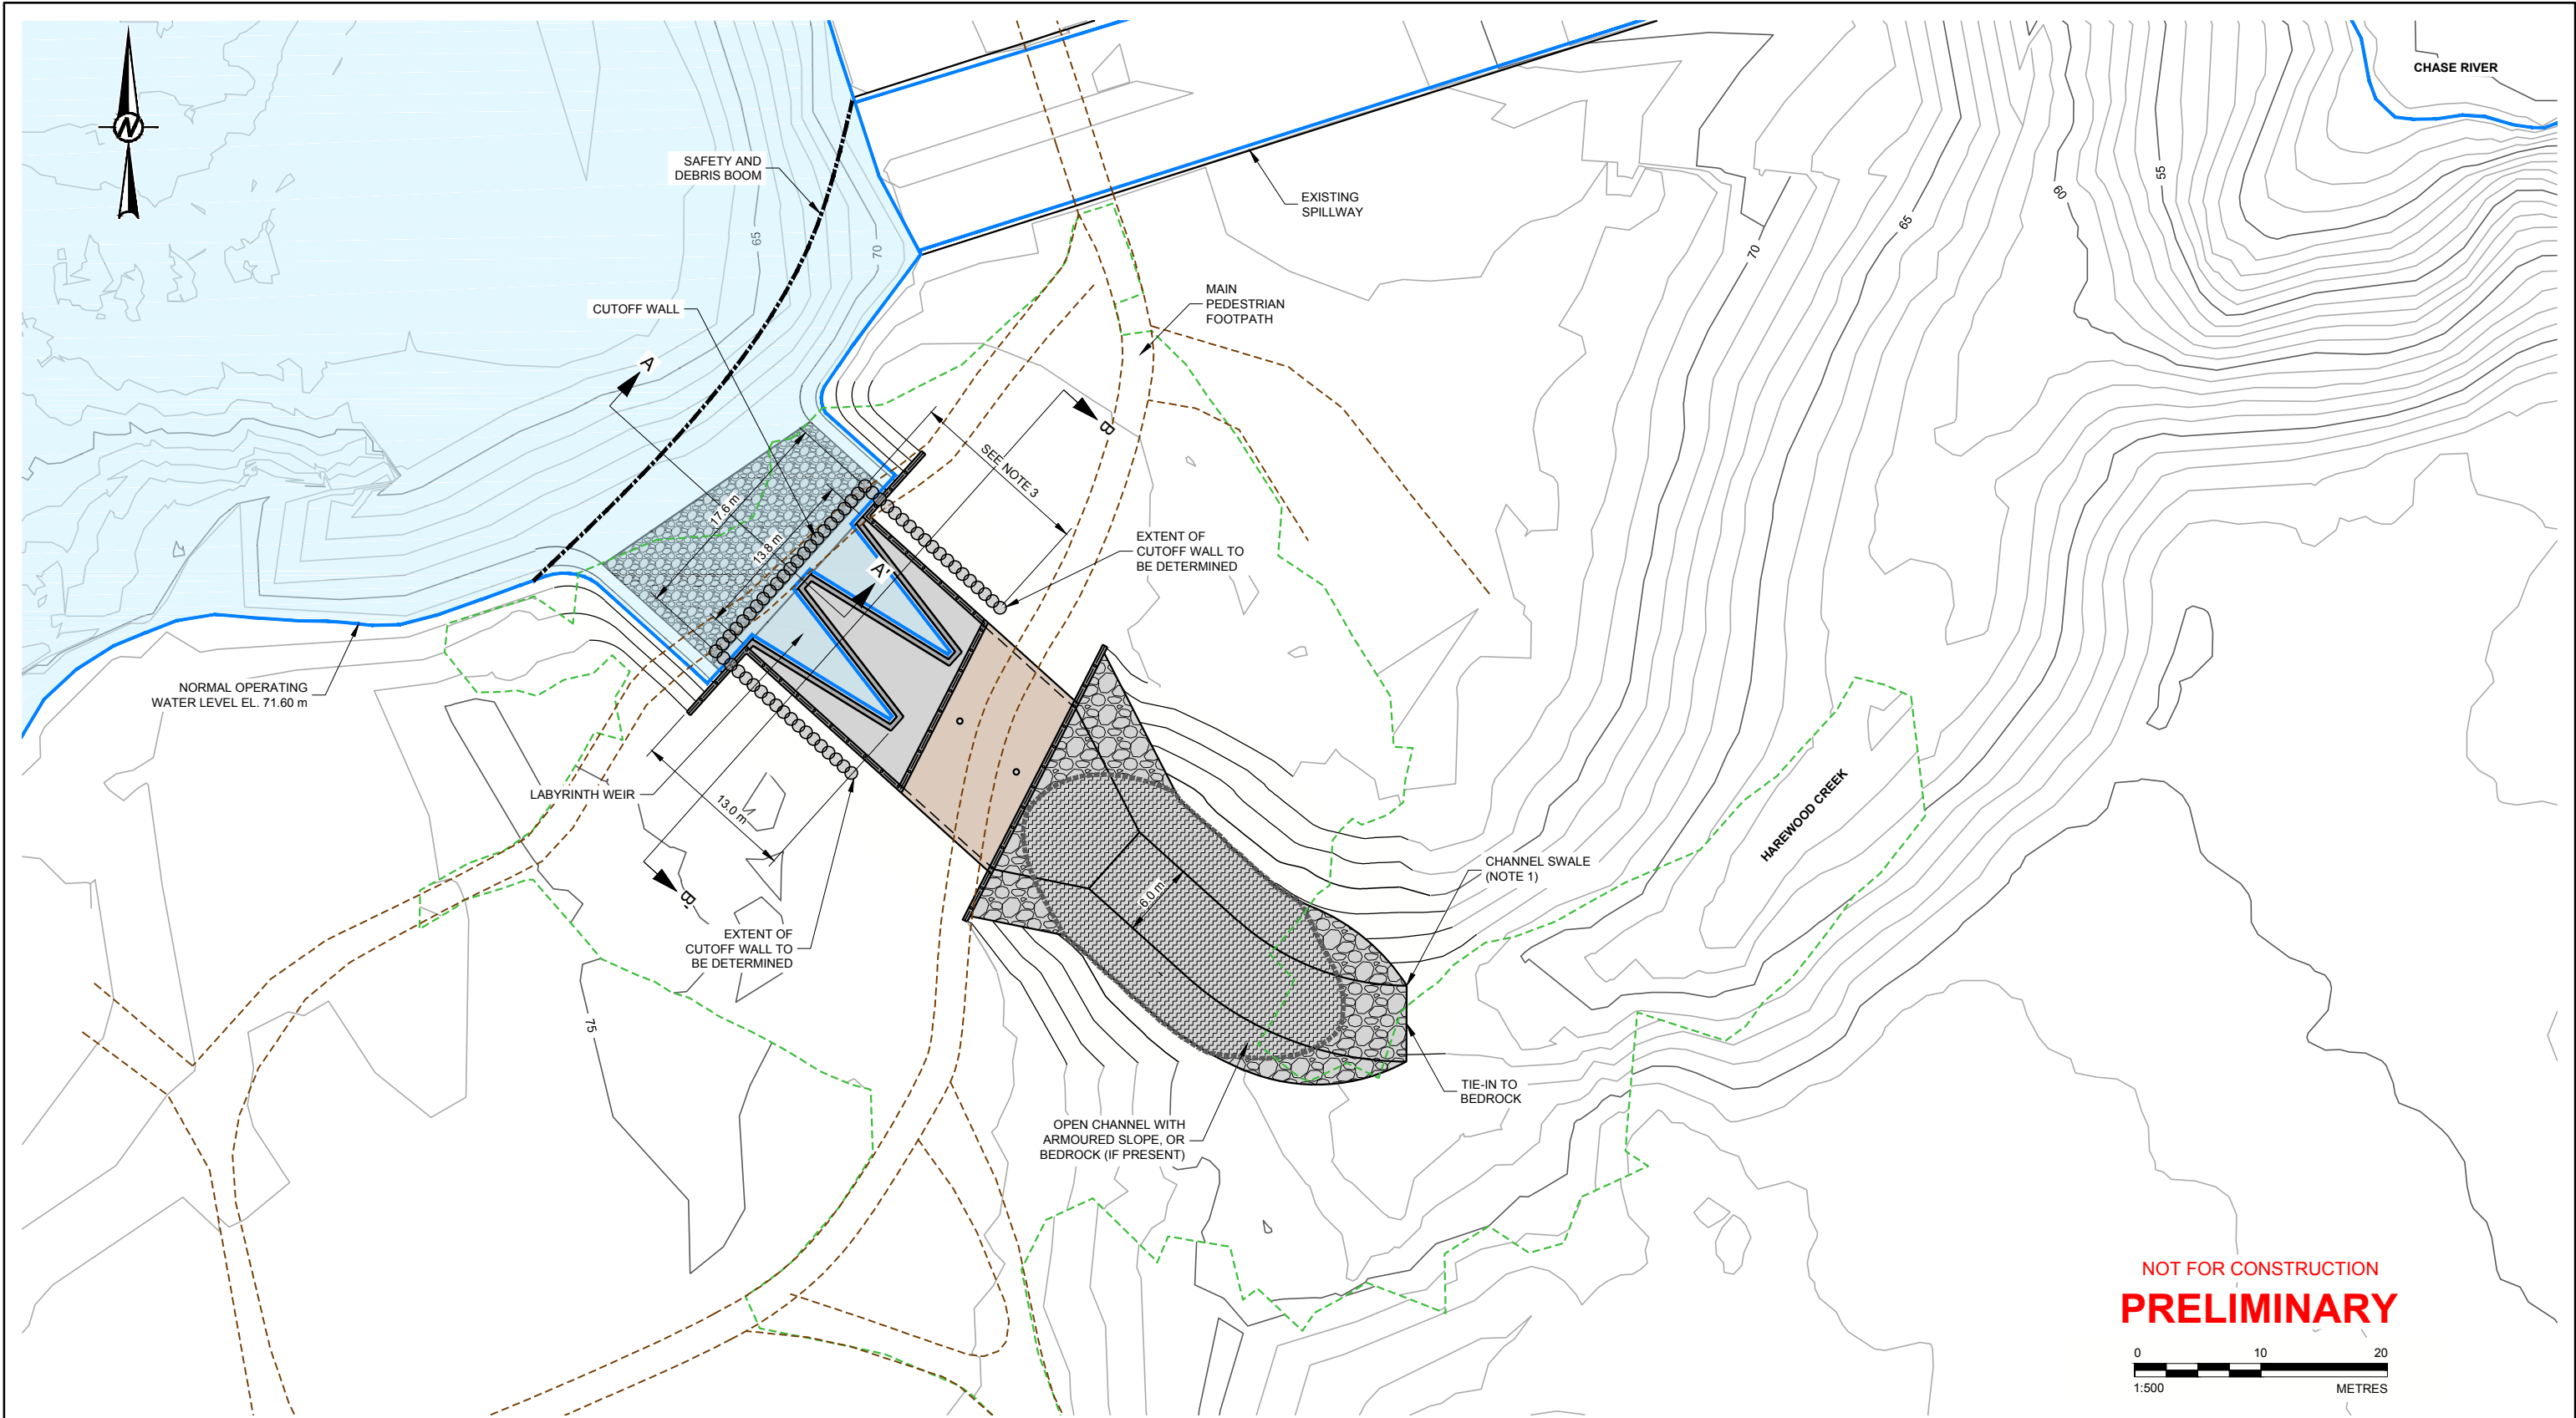 CHASE RIVER
N
SAFETY AND
DEBRIS BOOM
55
60
EXISTING
SPILLWAY
65
70
65
70
MAIN
PEDESTRIAN
FOOTPATH
CUTOFF WALL
A
B
SEE NOTE 3
17.6 m
13.8 m
EXTENT OF
CUTOFF WALL TO
BE DETERMINED
A'
NORMAL OPERATING
WATER LEVEL EL. 71.60 m
LABYRINTH WEIR
13.0 m
HAREWOOD CREEK
CHANNEL SWALE
(NOTE 1)
6.0 m
B'
EXTENT OF
CUTOFF WALL TO
BE DETERMINED
75
TIE-IN TO
BEDROCK
OPEN CHANNEL WITH
ARMOURED SLOPE, OR
BEDROCK (IF PRESENT)
NOT FOR CONSTRUCTION
PRELIMINARY
0 10 20
1:500 METRES